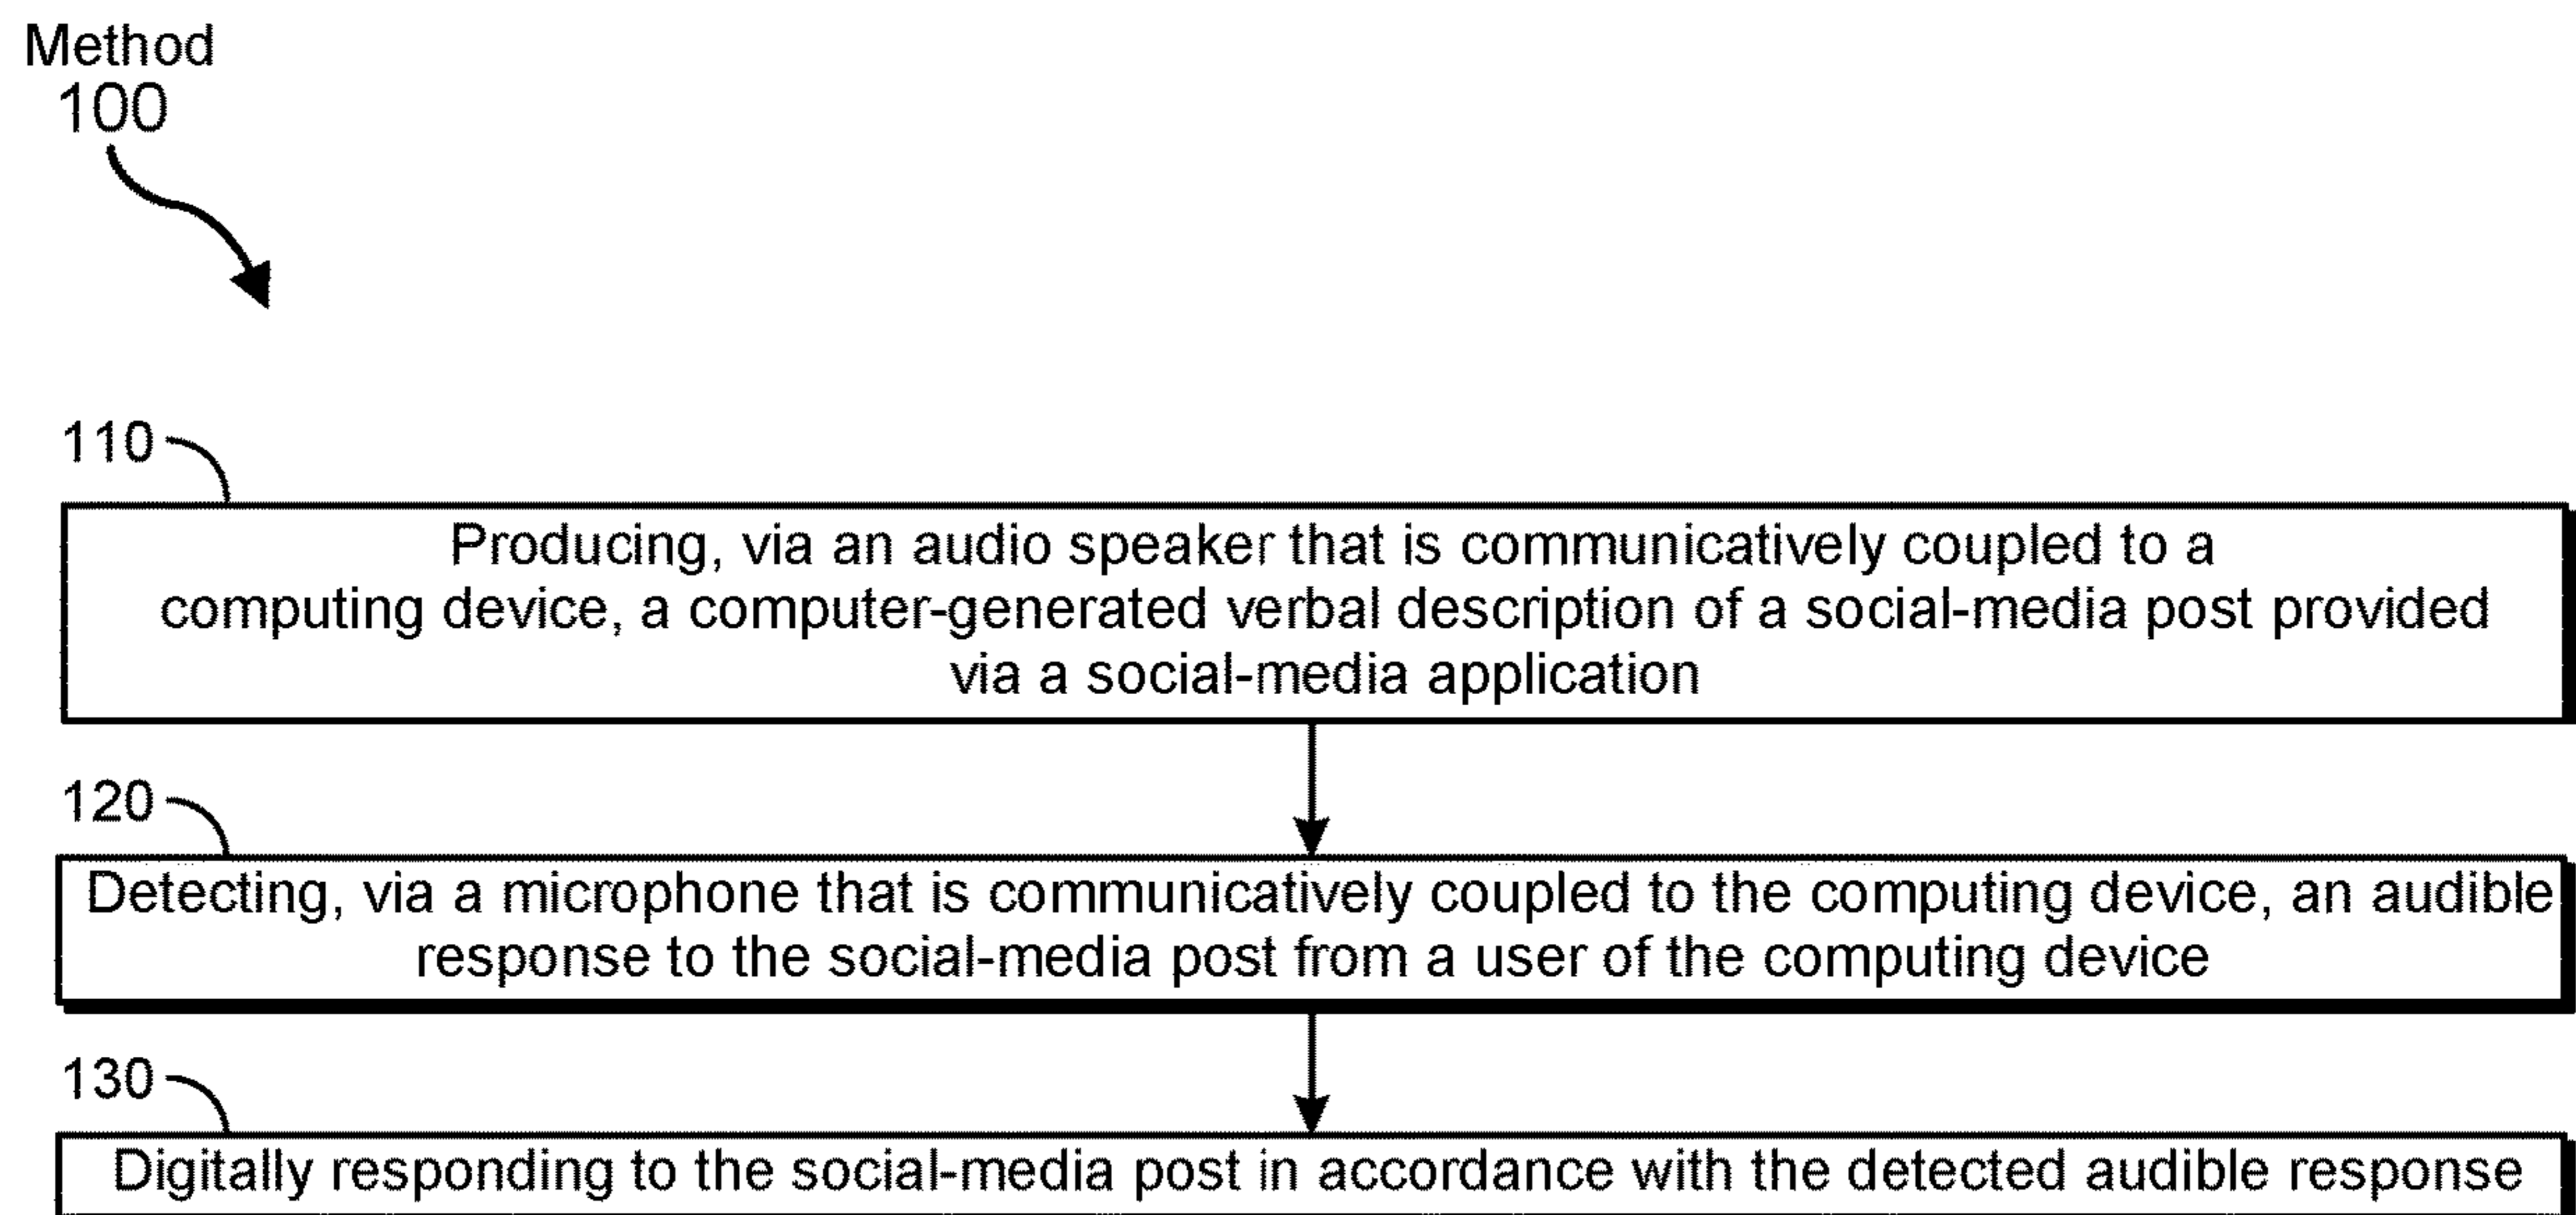 Method
100
110
Producing, via an audio speaker that is communicatively coupled to a
computing device, a computer-generated verbal description of a social-media post provided
via a social-media application
120
Detecting, via a microphone that is communicatively coupled to the computing device, an audible
response to the social-media post from a user of the computing device
130
Digitally responding to the social-media post in accordance with the detected audible response